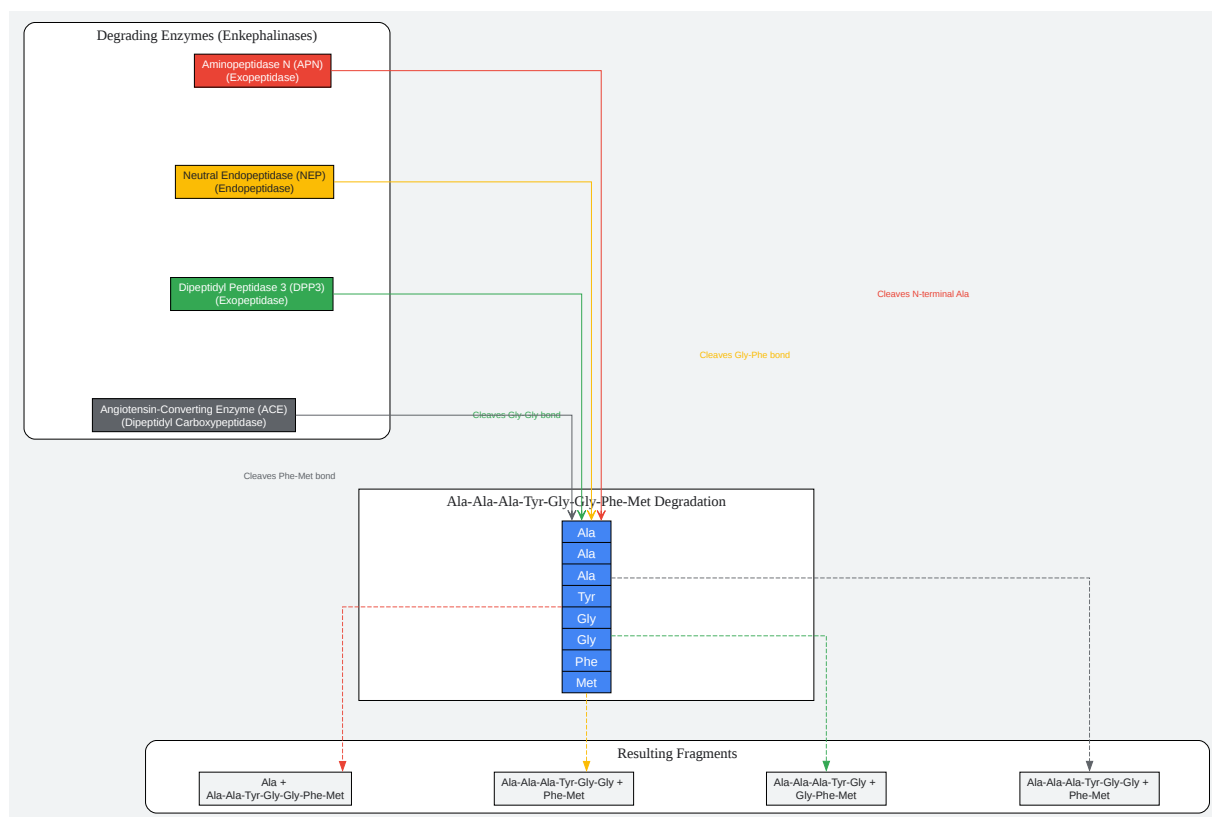 Degrading Enzymes (Enkephalinases)
Aminopeptidase N (APN)
(Exopeptidase)
Neutral Endopeptidase (NEP)
(Endopeptidase)
Dipeptidyl Peptidase 3 (DPP3)
(Exopeptidase)
Cleaves N-terminal Ala
Cleaves Gly-Phe bond
Angiotensin-Converting Enzyme (ACE)
(Dipeptidyl Carboxypeptidase)
Cleaves Gly-Gly bond
Cleaves Phe-Met bond
Ala-Ala-Ala-Tyr-Gly-Gly-Phe-Met Degradation
Ala
Ala
Ala
Tyr
Gly
Gly
Phe
Met
Resulting Fragments
Ala +
Ala-Ala-Tyr-Gly-Gly-Phe-Met
Ala-Ala-Ala-Tyr-Gly-Gly +
Phe-Met
Ala-Ala-Ala-Tyr-Gly +
Gly-Phe-Met
Ala-Ala-Ala-Tyr-Gly-Gly +
Phe-Met